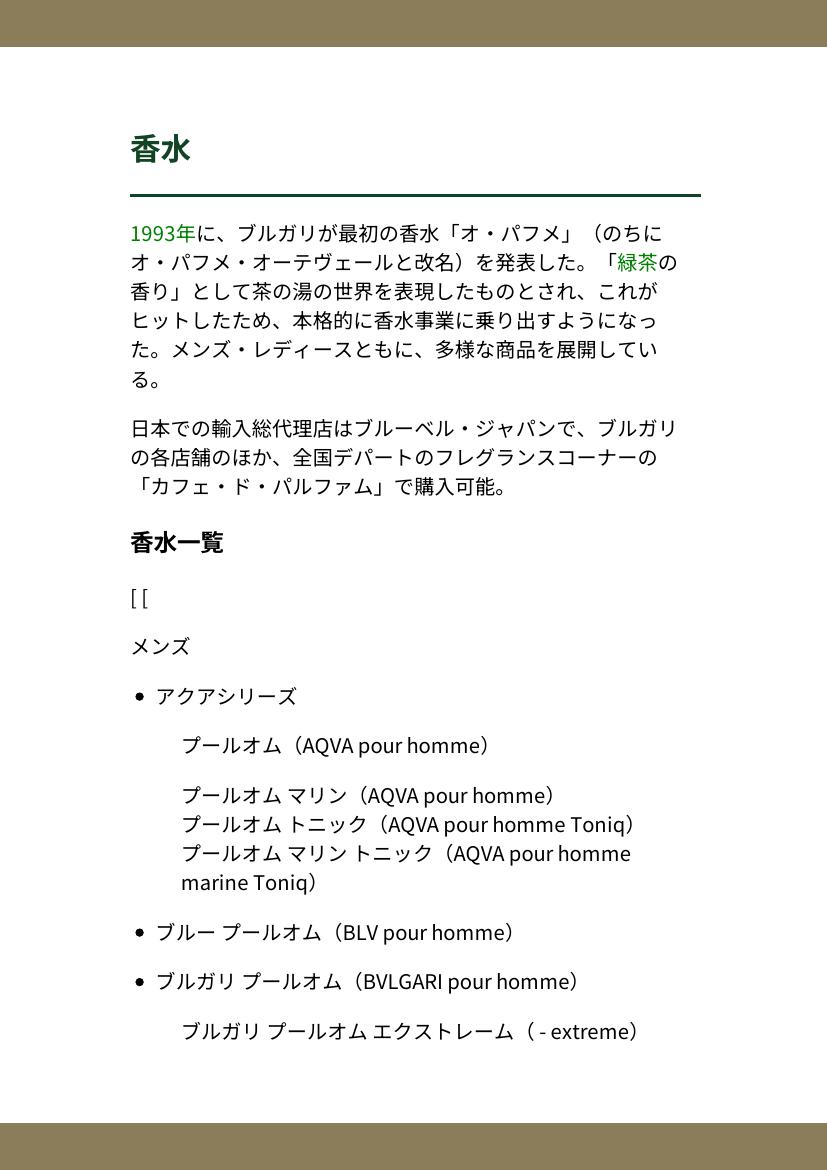 香水
1993年に、ブルガリが最初の香水「オ・パフメ」（のちに
オ・パフメ・オーテヴェールと改名）を発表した。「緑茶の
香り」として茶の湯の世界を表現したものとされ、これが
ヒットしたため、本格的に香水事業に乗り出すようになっ
た。メンズ・レディースともに、多様な商品を展開してい
る。
日本での輸入総代理店はブルーベル・ジャパンで、ブルガリ
の各店舗のほか、全国デパートのフレグランスコーナーの
「カフェ・ド・パルファム」で購入可能。
香水一覧
[ [
メンズ
• アクアシリーズ
プールオム（AQVA pour homme）
プールオム マリン（AQVA pour homme）
プールオム トニック（AQVA pour homme Toniq）
プールオム マリン トニック（AQVA pour homme
marine Toniq）
• ブルー プールオム（BLV pour homme）
• ブルガリ プールオム（BVLGARI pour homme）
ブルガリ プールオム エクストレーム（ - extreme）